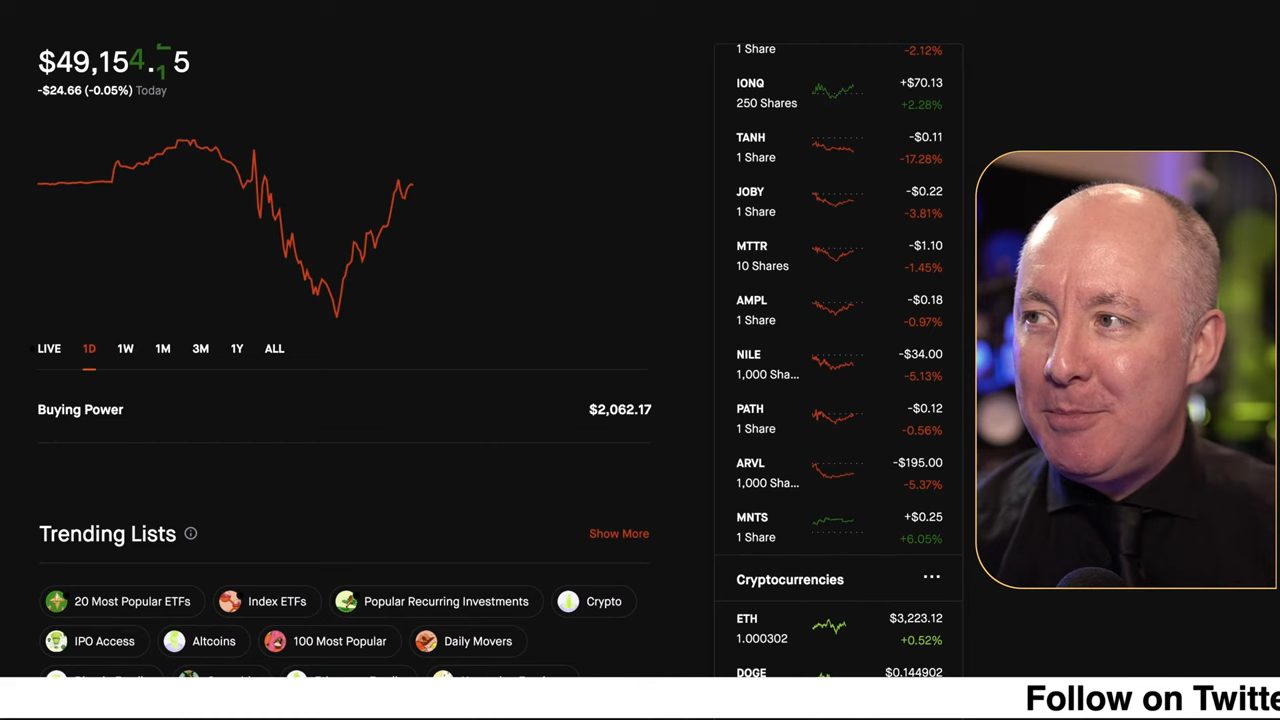 $49,154. 5
-$24.66 (-0.05%) Today
LIVE 1D 1W 1M 3M 1Y ALL
Buying Power $2,062.17
Trending Lists
Show More
20 Most Popular ETFs Index ETFs Popular Recurring Investments Crypto
IPO Access Altcoins 100 Most Popular Daily Movers
1 Share -2.12%
IONQ +$70.13
250 Shares +2.28%
TANH -$0.11
1 Share -17.28%
JOBY -$0.22
1 Share -3.81%
MTTR -$1.10
10 Shares -1.45%
AMPL -$0.18
1 Share -0.97%
NILE -$34.00
1,000 Sha... -5.13%
PATH -$0.12
1 Share -0.56%
ARVL -$195.00
1,000 Sha... -5.37%
MNTS +$0.25
1 Share +6.05%
Cryptocurrencies
ETH $3,223.12
1.000302 +0.52%
DOGE $0.144902
Follow on Twitte